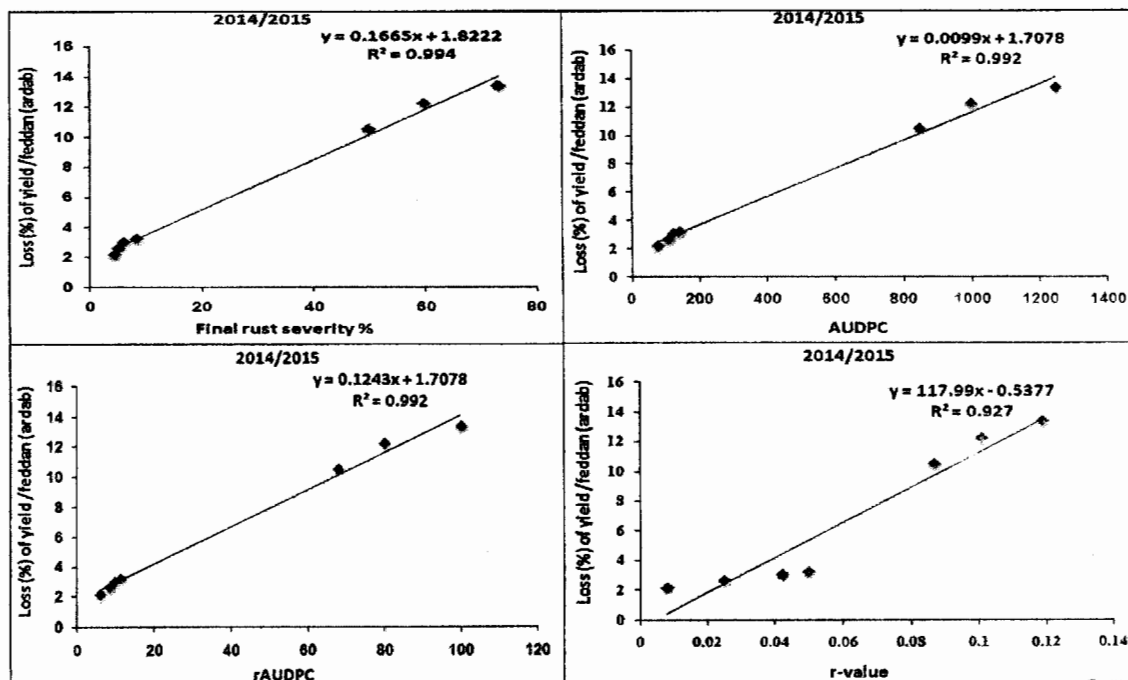 2014/2015
y = 0.1665x + 1.8222
R² = 0.994
Loss (%) of yield/feddan (ardab)
16
14
12
10
8
6
4
2
0
0 20 40 60 80
Final rust severity %
2014/2015
y = 0.0099x + 1.7078
R² = 0.992
Loss (%) of yield/feddan (ardab)
16
14
12
10
8
6
4
2
0
0 200 400 600 800 1000 1200 1400
AUDPC
2014/2015
y = 0.1243x + 1.7078
R² = 0.992
Loss (%) of yield/feddan (ardab)
16
14
12
10
8
6
4
2
0
0 20 40 60 80 100 120
rAUDPC
2014/2015
y = 117.99x - 0.5377
R² = 0.927
Loss (%) of yield/feddan (ardab)
16
14
12
10
8
6
4
2
0
0 0.02 0.04 0.06 0.08 0.1 0.12 0.14
r-value